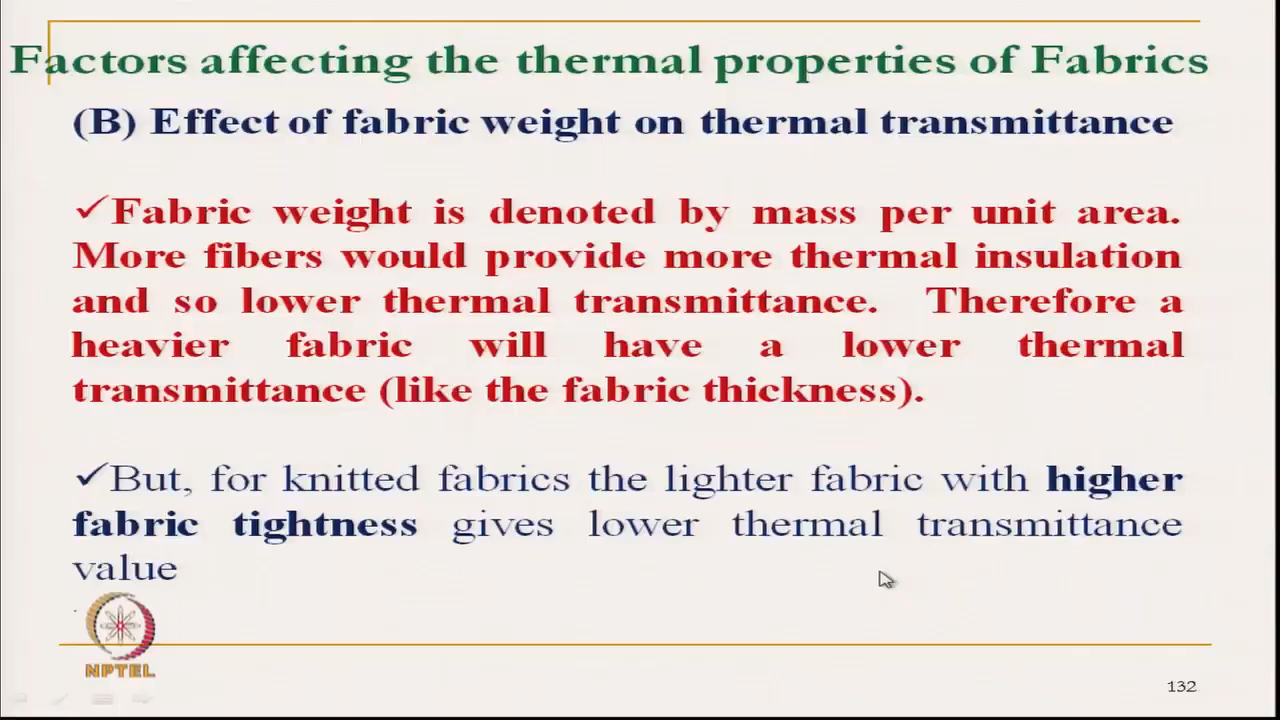 Factors affecting the thermal properties of Fabrics
(B) Effect of fabric weight on thermal transmittance
✓Fabric weight is denoted by mass per unit area.
More fibers would provide more thermal insulation
and so lower thermal transmittance. Therefore a
heavier fabric will have a lower thermal
transmittance (like the fabric thickness).
✓But, for knitted fabrics the lighter fabric with higher
fabric tightness gives lower thermal transmittance
value
.
NPTEL
132